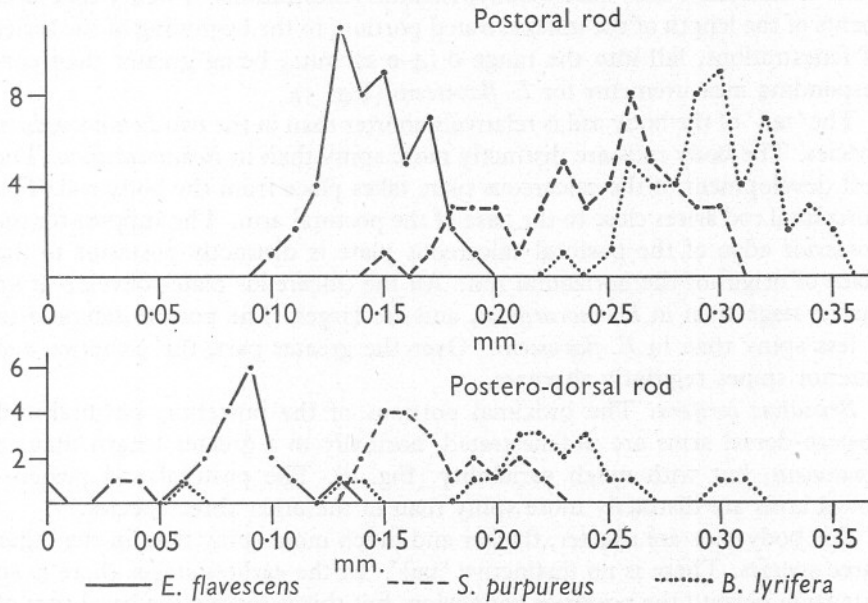 Postoral rod
8
4
0 0·05 0·10 0·15 0·20 0·25 0·30 0·35
mm.
6
Postero-dorsal rod
2
0 0·05 0·10 0·15 0·20 0·25 0·30 0·35
mm.
E. flavescens S. purpureus B. lyrifera